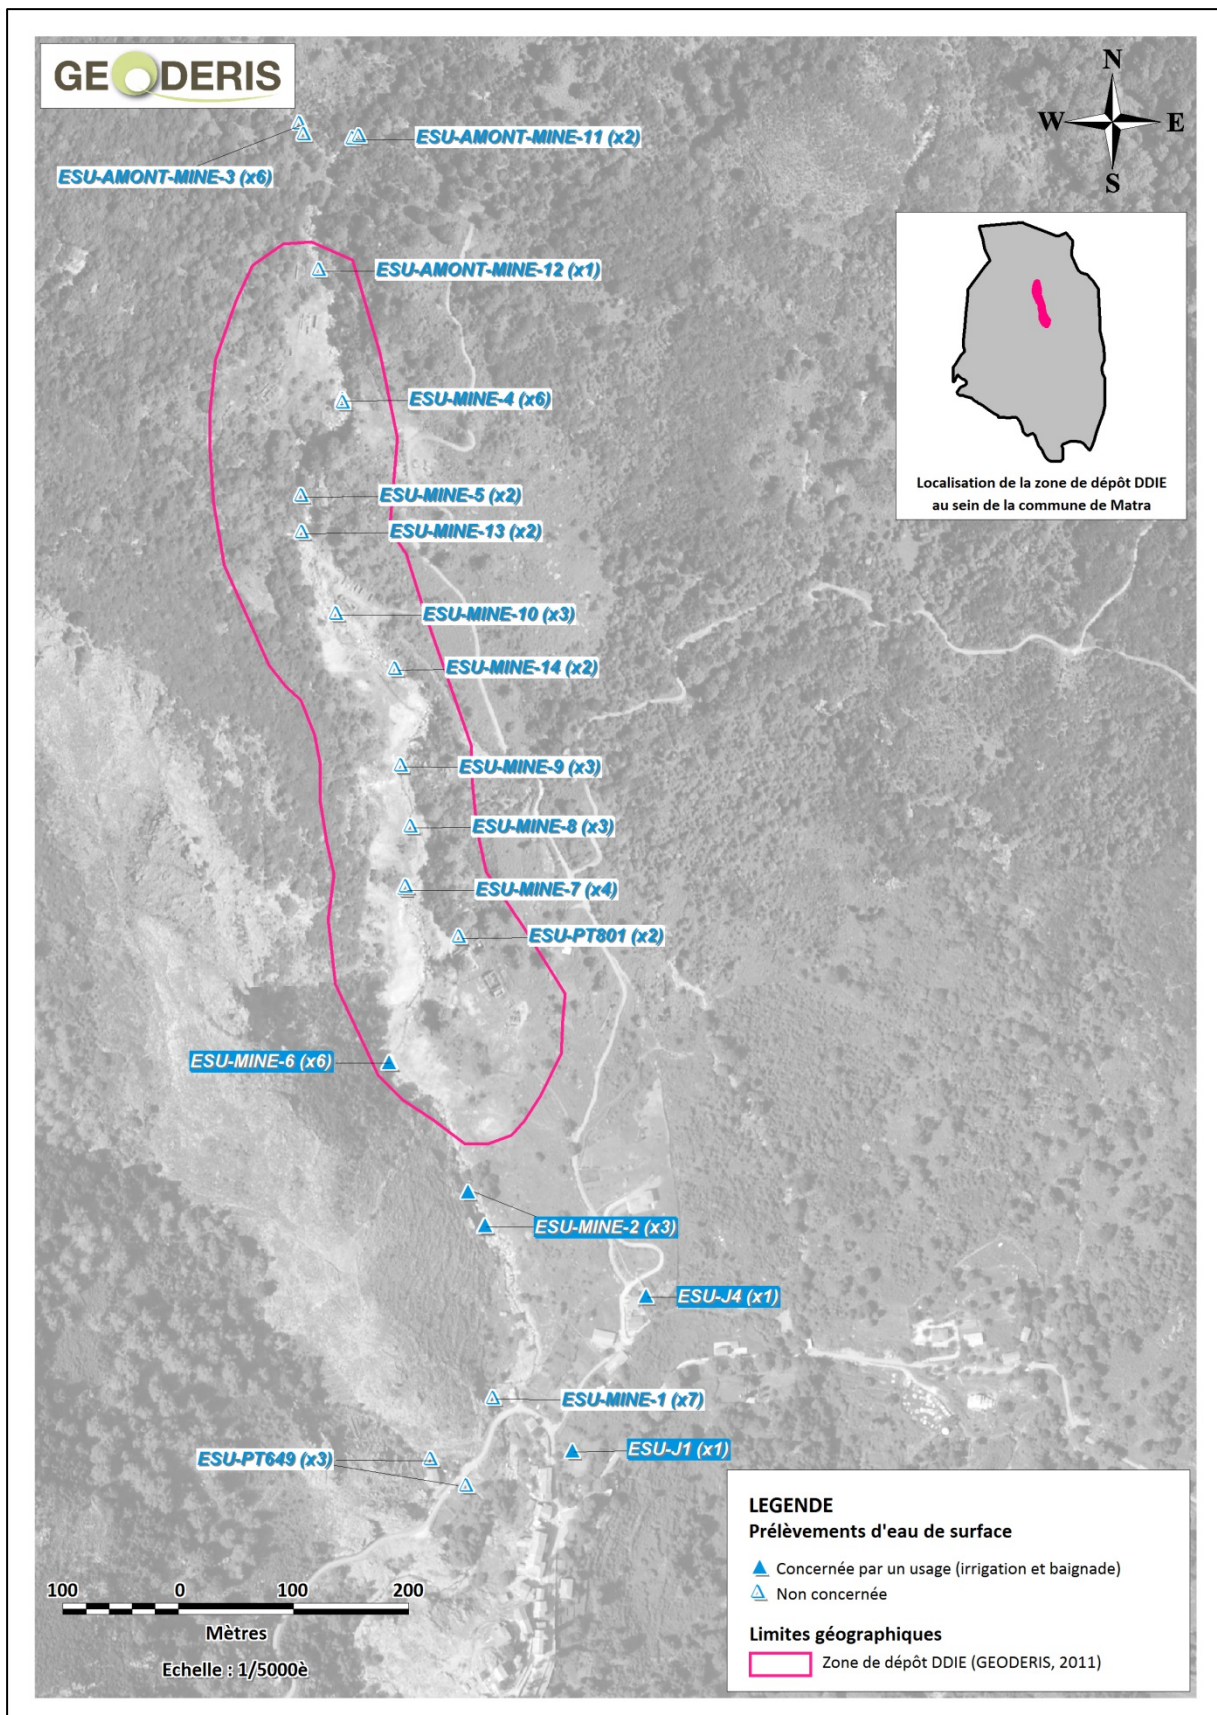 GEODERIS
N
W
E
S
ESU-AMONT-MINE-11 (x2)
ESU-AMONT-MINE-3 (x6)
ESU-AMONT-MINE-12 (x1)
ESU-MINE-4 (x6)
Localisation de la zone de dépôt DDIE
au sein de la commune de Matra
ESU-MINE-5 (x2)
ESU-MINE-13 (x2)
ESU-MINE-10 (x3)
ESU-MINE-14 (x2)
ESU-MINE-9 (x3)
ESU-MINE-8 (x3)
ESU-MINE-7 (x4)
ESU-PT801 (x2)
ESU-MINE-6 (x6)
ESU-MINE-2 (x3)
ESU-J4 (x1)
ESU-MINE-1 (x7)
ESU-J1 (x1)
ESU-PT649 (x3)
LEGENDE
Prélèvements d'eau de surface
Concernée par un usage (irrigation et baignade)
Non concernée
Limites géographiques
Zone de dépôt DDIE (GEODERIS, 2011)
100 0 100 200
Mètres
Echelle : 1/5000è